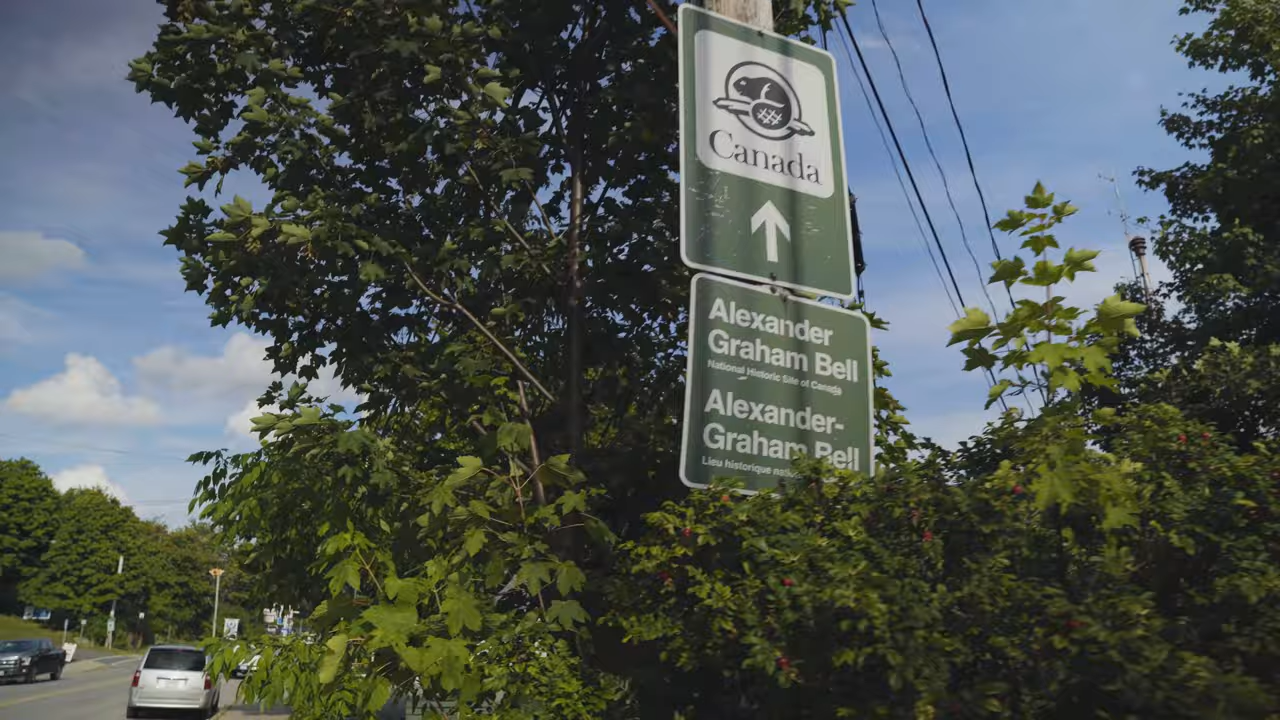 Canada
Alexander
Graham Bell
National Historic Site of Canada
Alexander-
Graham Bell
Lieu historique